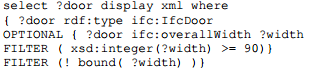 select ?door display xml where
{ ?door rdf:type ifc:IfcDoor
OPTIONAL { ?door ifc:overallWidth ?width
FILTER ( xsd:integer(?width) >= 90)}
FILTER (! bound( ?width) )}